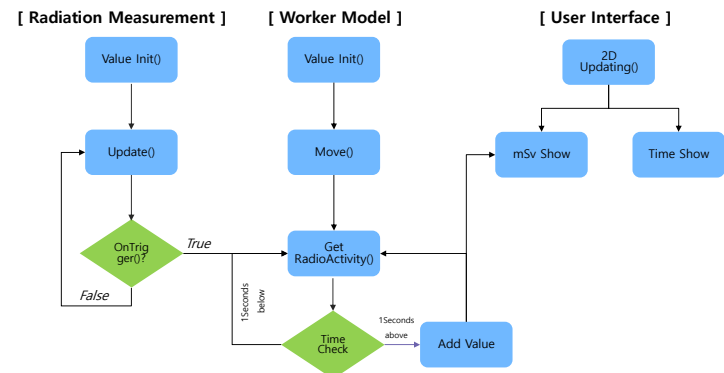 [ Radiation Measurement ]
[ Worker Model ]
[ User Interface ]
Value Init()
Value Init()
2D
Updating()
Update()
Move()
mSv Show
Time Show
OnTrig
ger()?
True
Get
RadioActivity()
False
1Seconds
below
Time
Check
1Seconds
above
Add Value